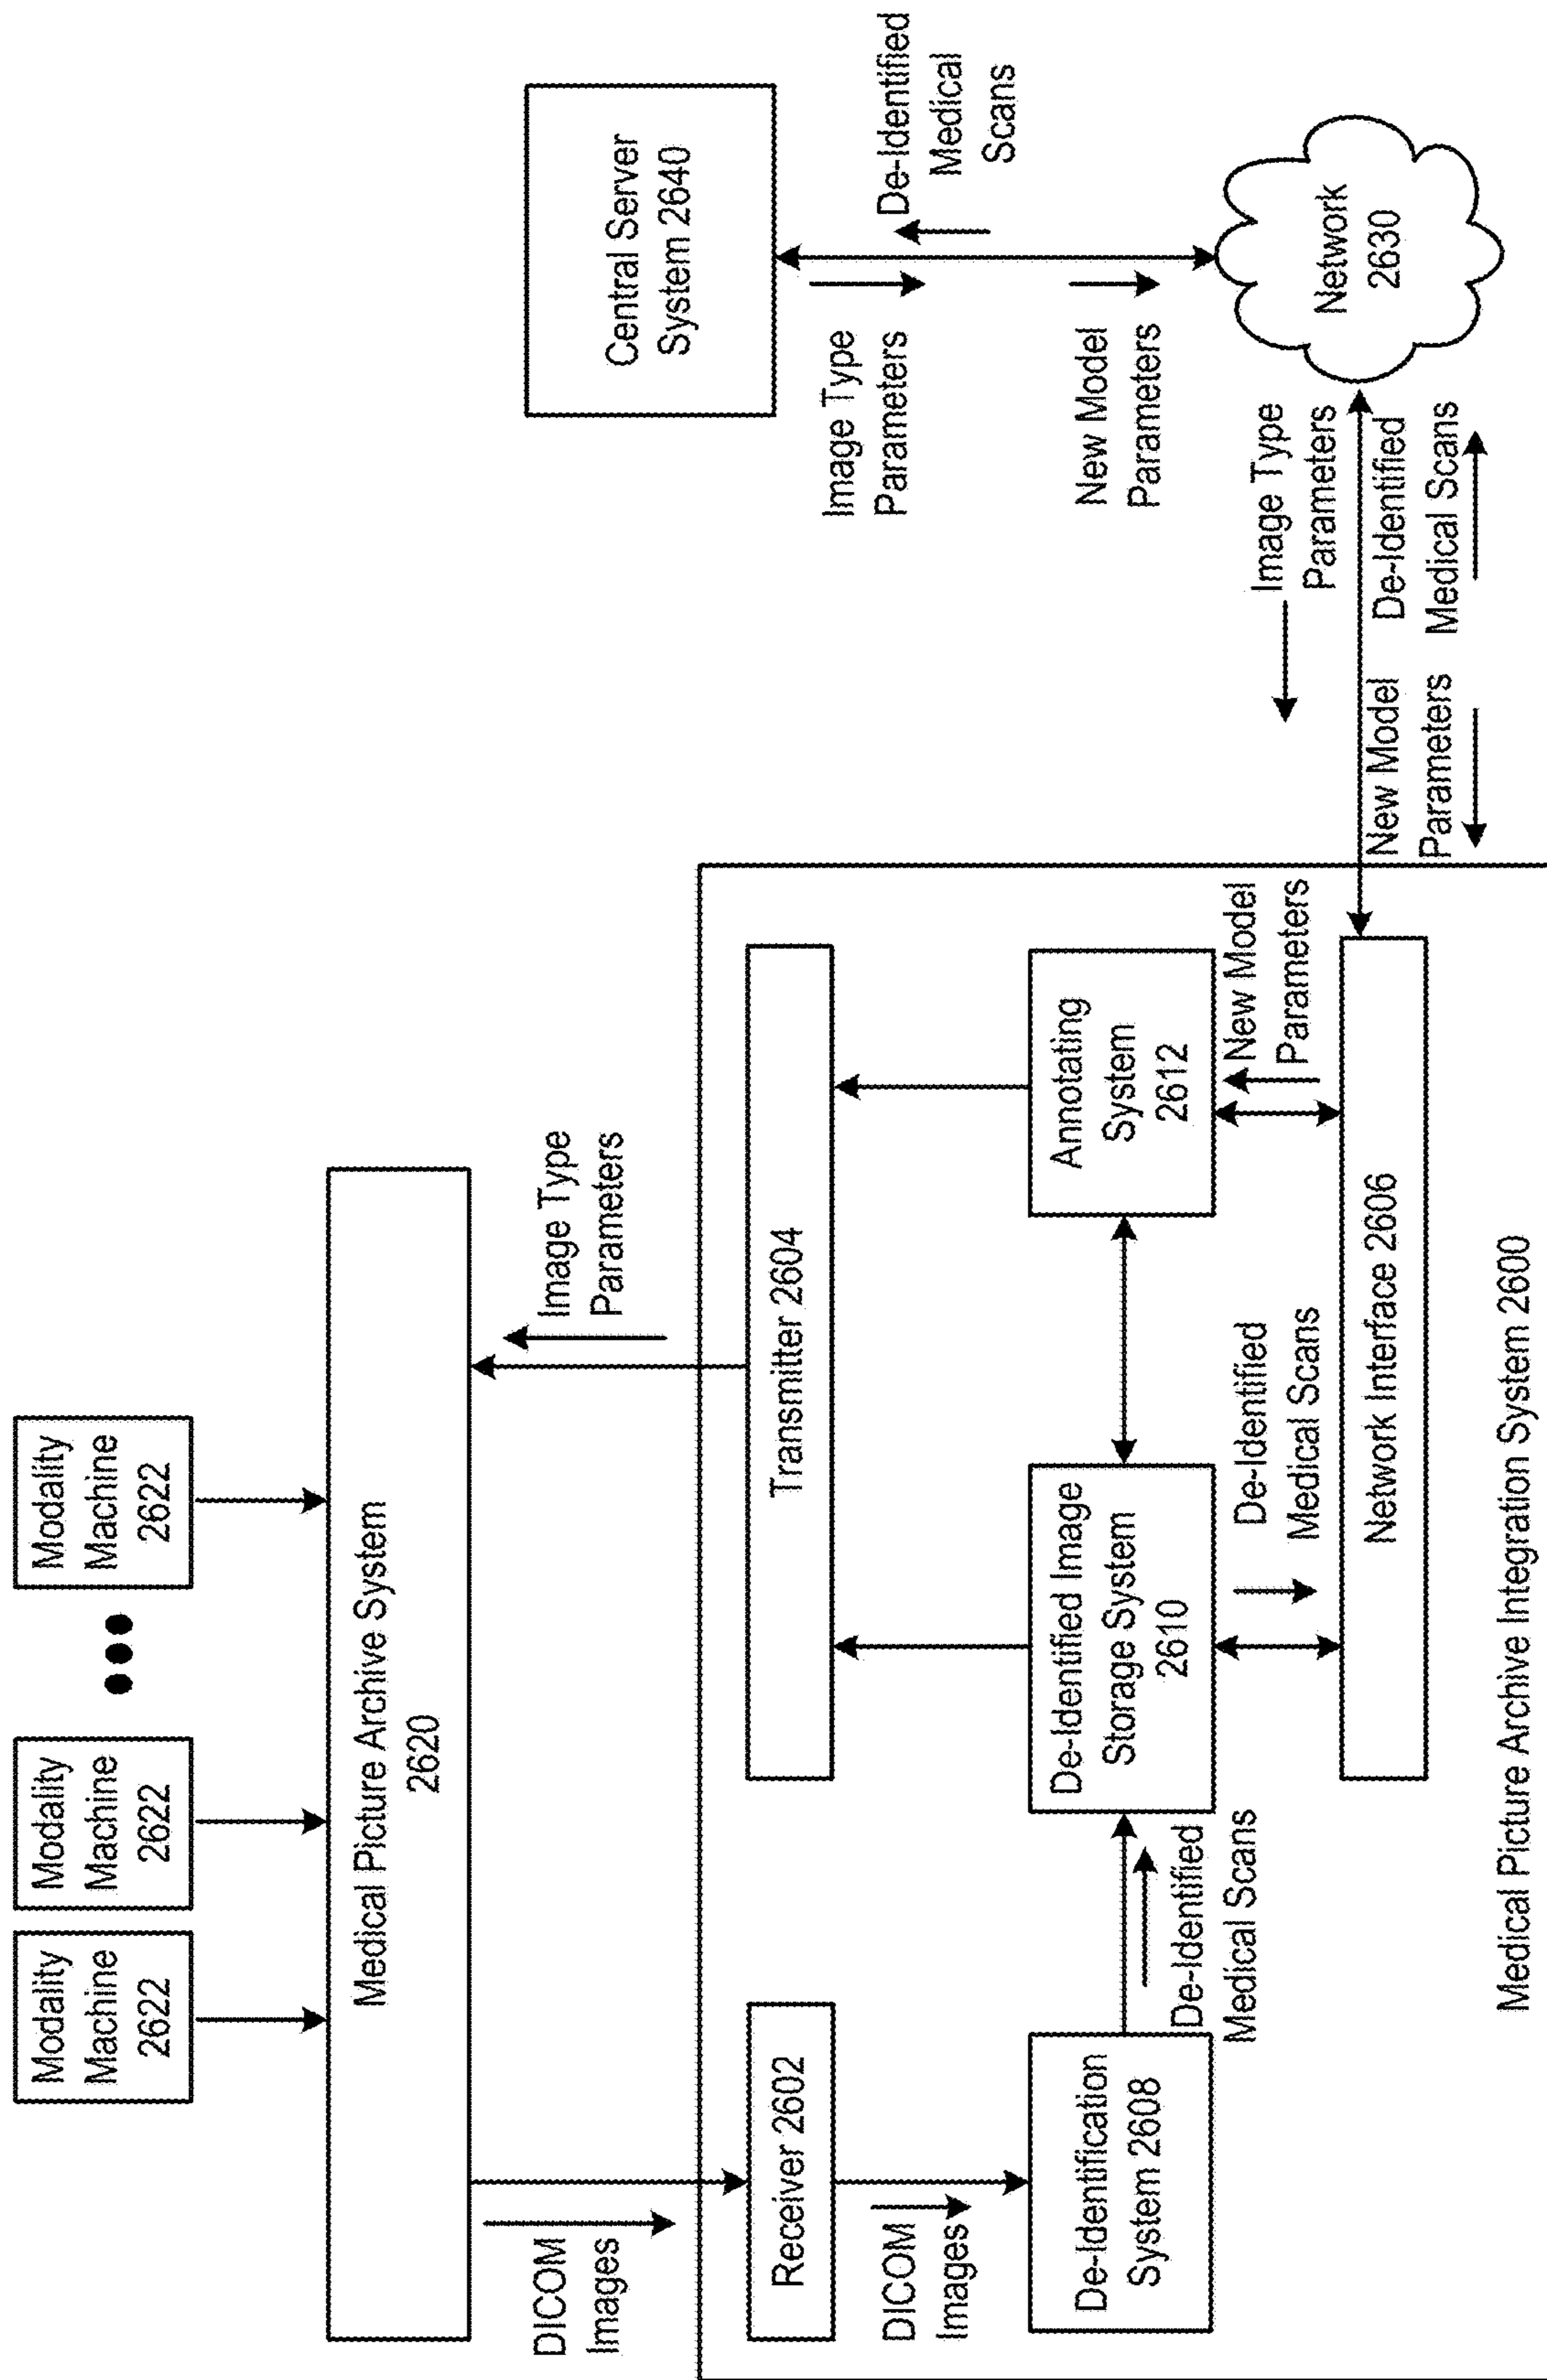 Modality
Machine
2622
Modality
Machine
2622
Modality
Machine
2622
Medical Picture Archive System
2620
DICOM
Images
Image Type
Parameters
Receiver 2602
Transmitter 2604
DICOM
Images
De-Identification
System 2608
De-Identified
Medical Scans
De-Identified Image
Storage System
2610
Annotating
System
2612
De-Identified
Medical Scans
New Model
Parameters
Network Interface 2606
Medical Picture Archive Integration System 2600
Central Server
System 2640
Image Type
Parameters
De-Identified
Medical
Scans
New Model
Parameters
Image Type
Parameters
New Model
Parameters
De-Identified
Medical Scans
Network
2630